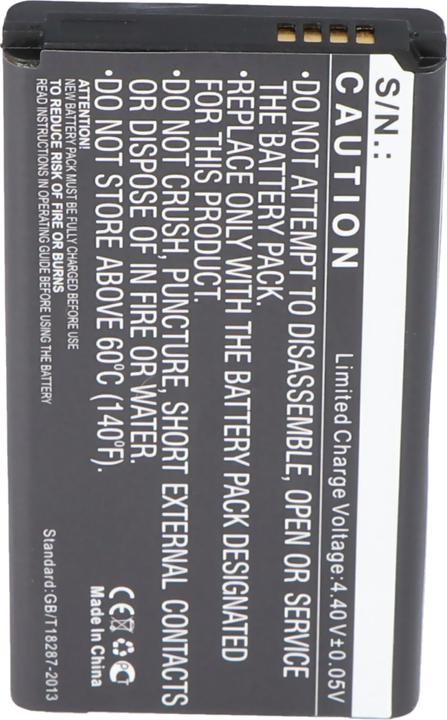 S/N.:
CAUTION
Limited Charge Voltage:4.40V±0.05V
•DO NOT ATTEMPT TO DISASSEMBLE, OPEN OR SERVICE
THE BATTERY PACK.
•REPLACE ONLY WITH THE BATTERY PACK DESIGNATED
FOR THIS PRODUCT.
•DO NOT CRUSH, PUNCTURE, SHORT EXTERNAL CONTACTS
OR DISPOSE OF IN FIRE OR WATER.
•DO NOT STORE ABOVE 60°C (140°F).
ATTENTION!
NEW BATTERY PACK MUST BE FULLY CHARGED BEFORE USE
TO REDUCE RISK OF FIRE OR BURNS
READ INSTRUCTIONS IN OPERATING GUIDE BEFORE USING THE BATTERY
CE PCT
Made In China
Standard:GB/T18287-2013